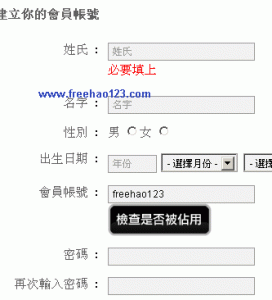 建立你的會員帳號
姓氏： 姓氏
必要填上
www.freehao123.com
名字： 名字
性別： 男 女
出生日期： 年份 - 選擇月份 - - 選擇
會員帳號： freehao123
檢查是否被佔用
密碼：
再次輸入密碼：